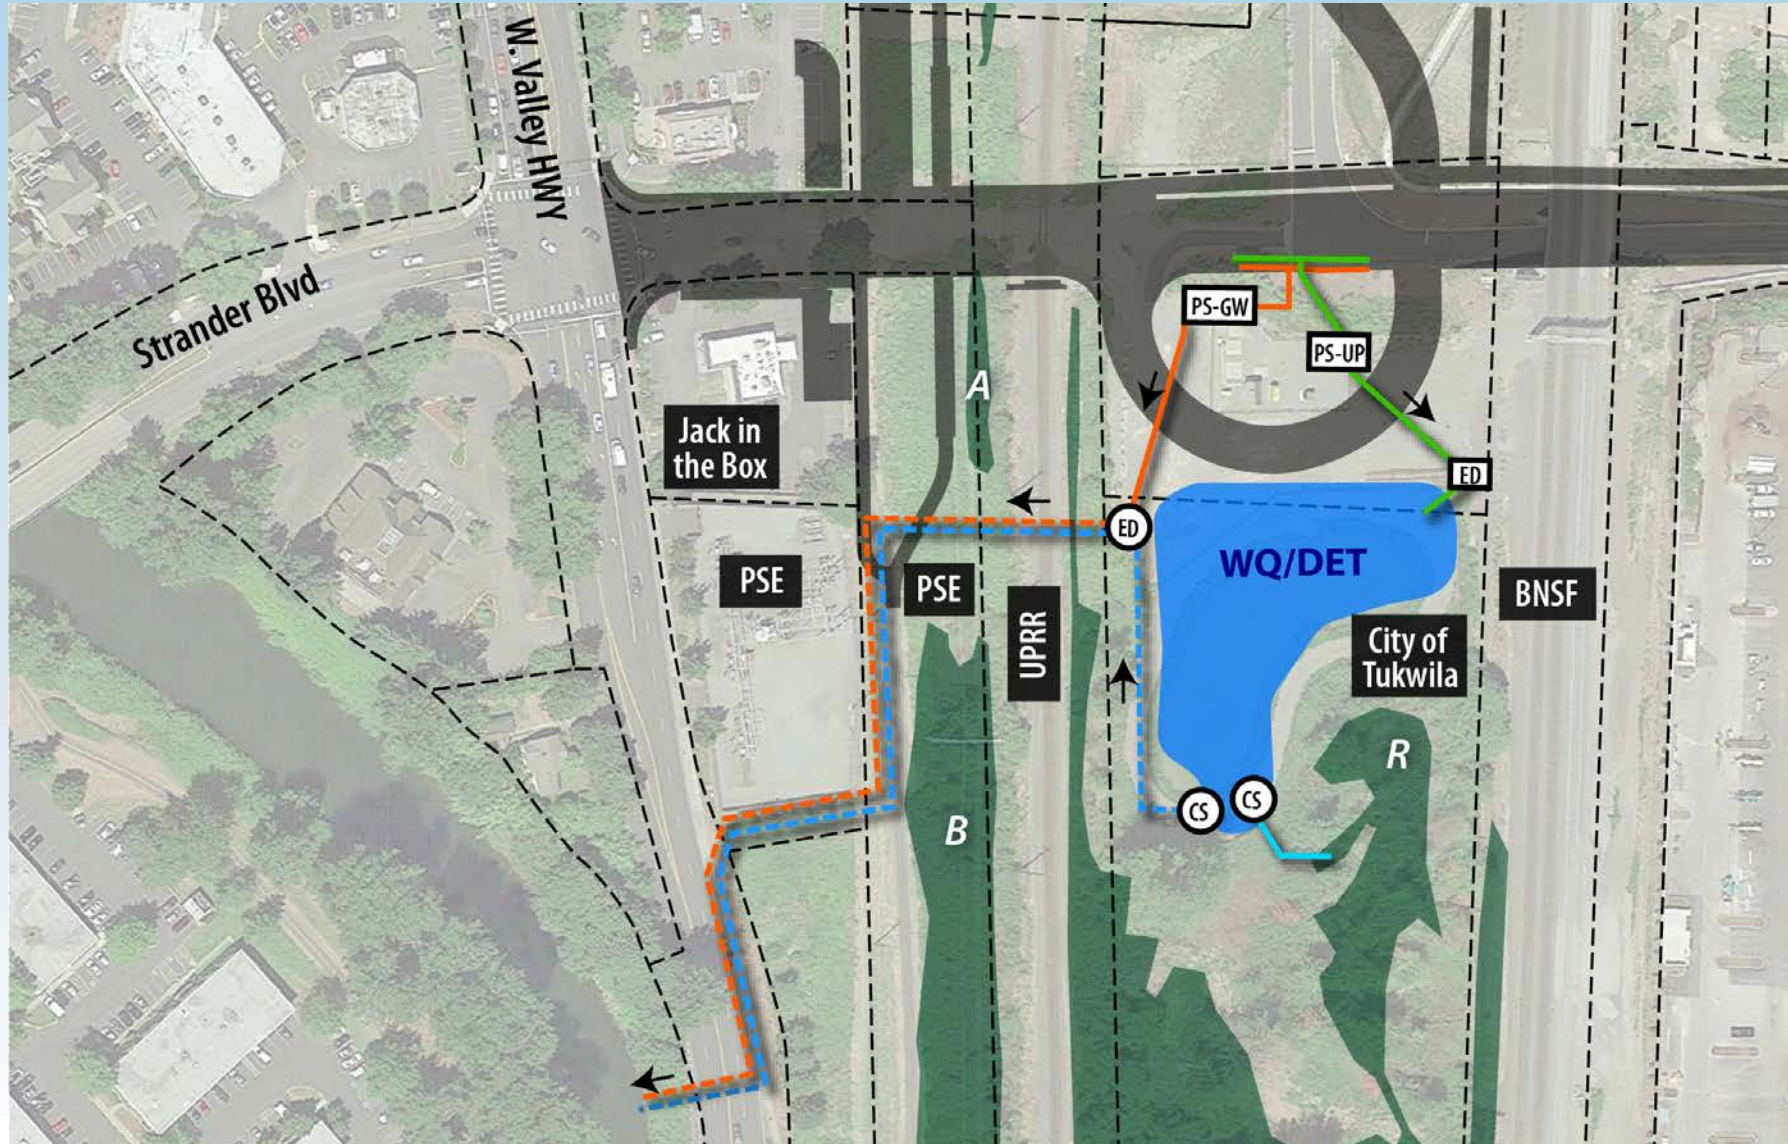 W. Valley HWY
Strander Blvd
PS-GW
PS-UP
A
Jack in
the Box
ED
ED
WQ/DET
PSE
PSE
UPRR
BNSF
City of
Tukwila
R
CS
CS
B